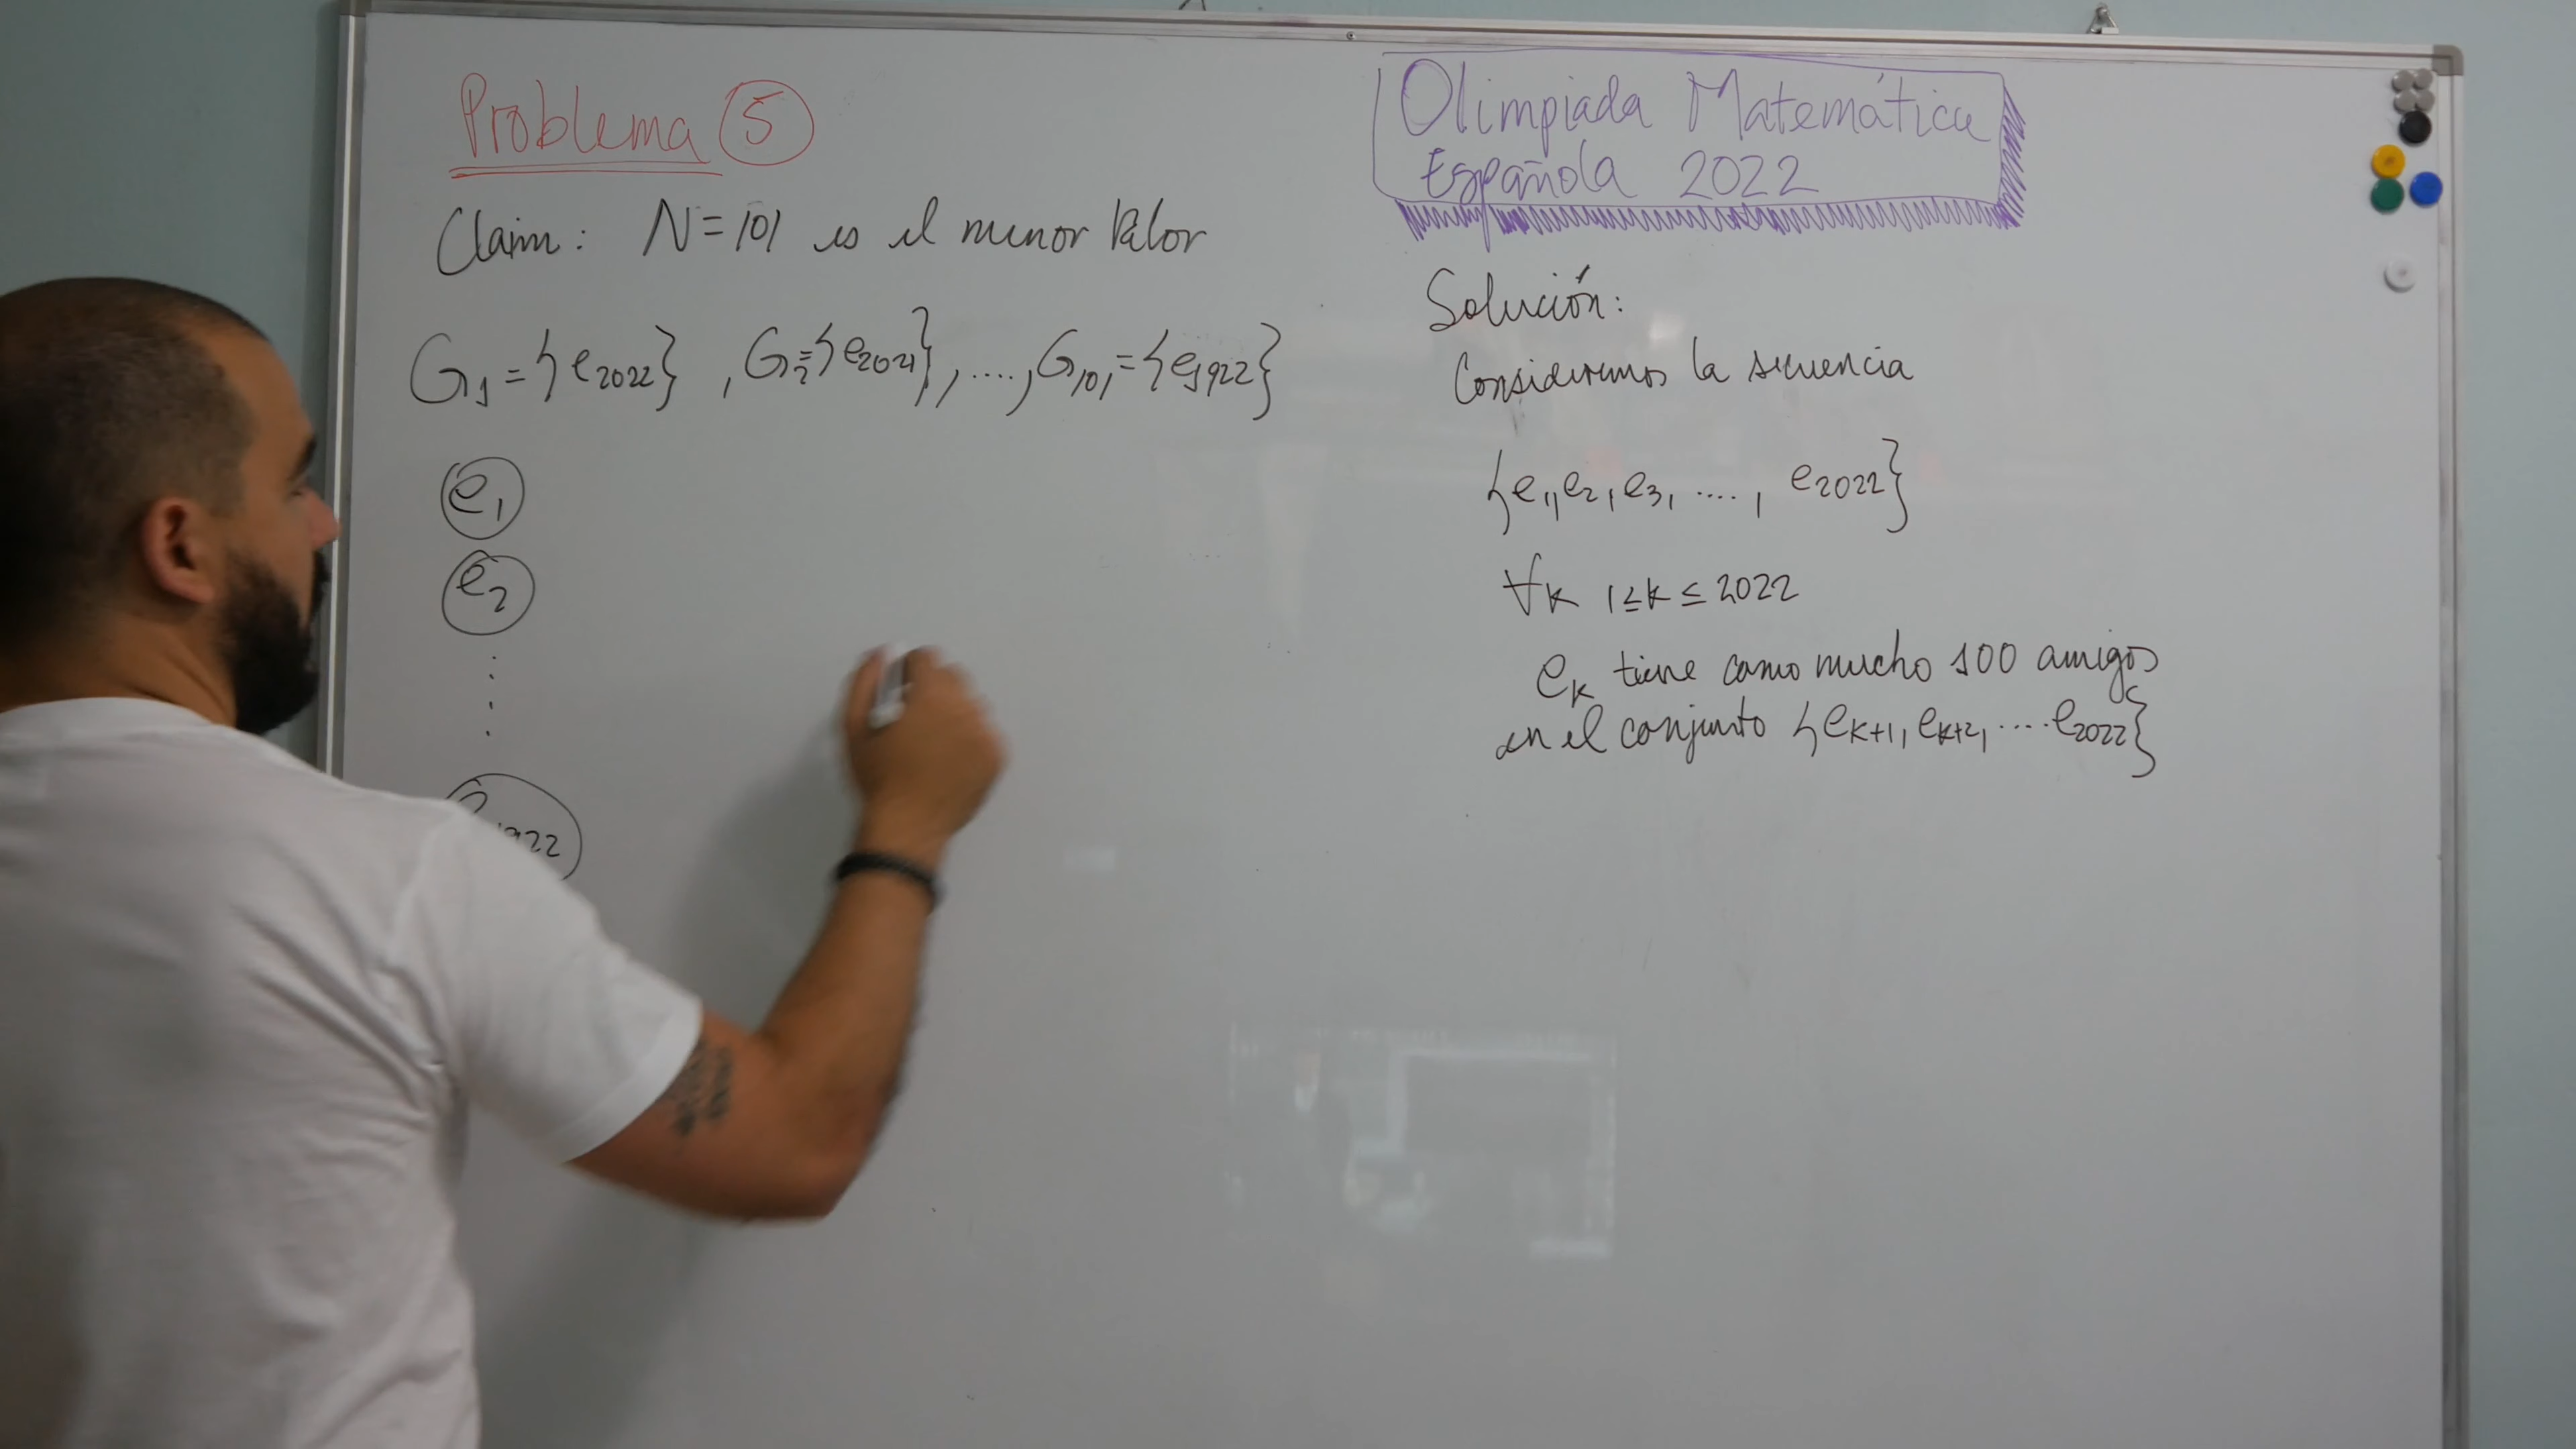 Problema 5
Claim: N = 101 es el menor Valor
G1 = {e2022}, G2 = {e2021}, ...., G101 = {e1922}
e1
e2
1922
Olimpiada Matemática
Española 2022
Solución:
Consideremos la secuencia
{e1, e2, e3, ...., e2022}
∀k 1≤k≤2022
ek tiene como mucho 100 amigos
en el conjunto {ek+1, ek+2, .... e2022}